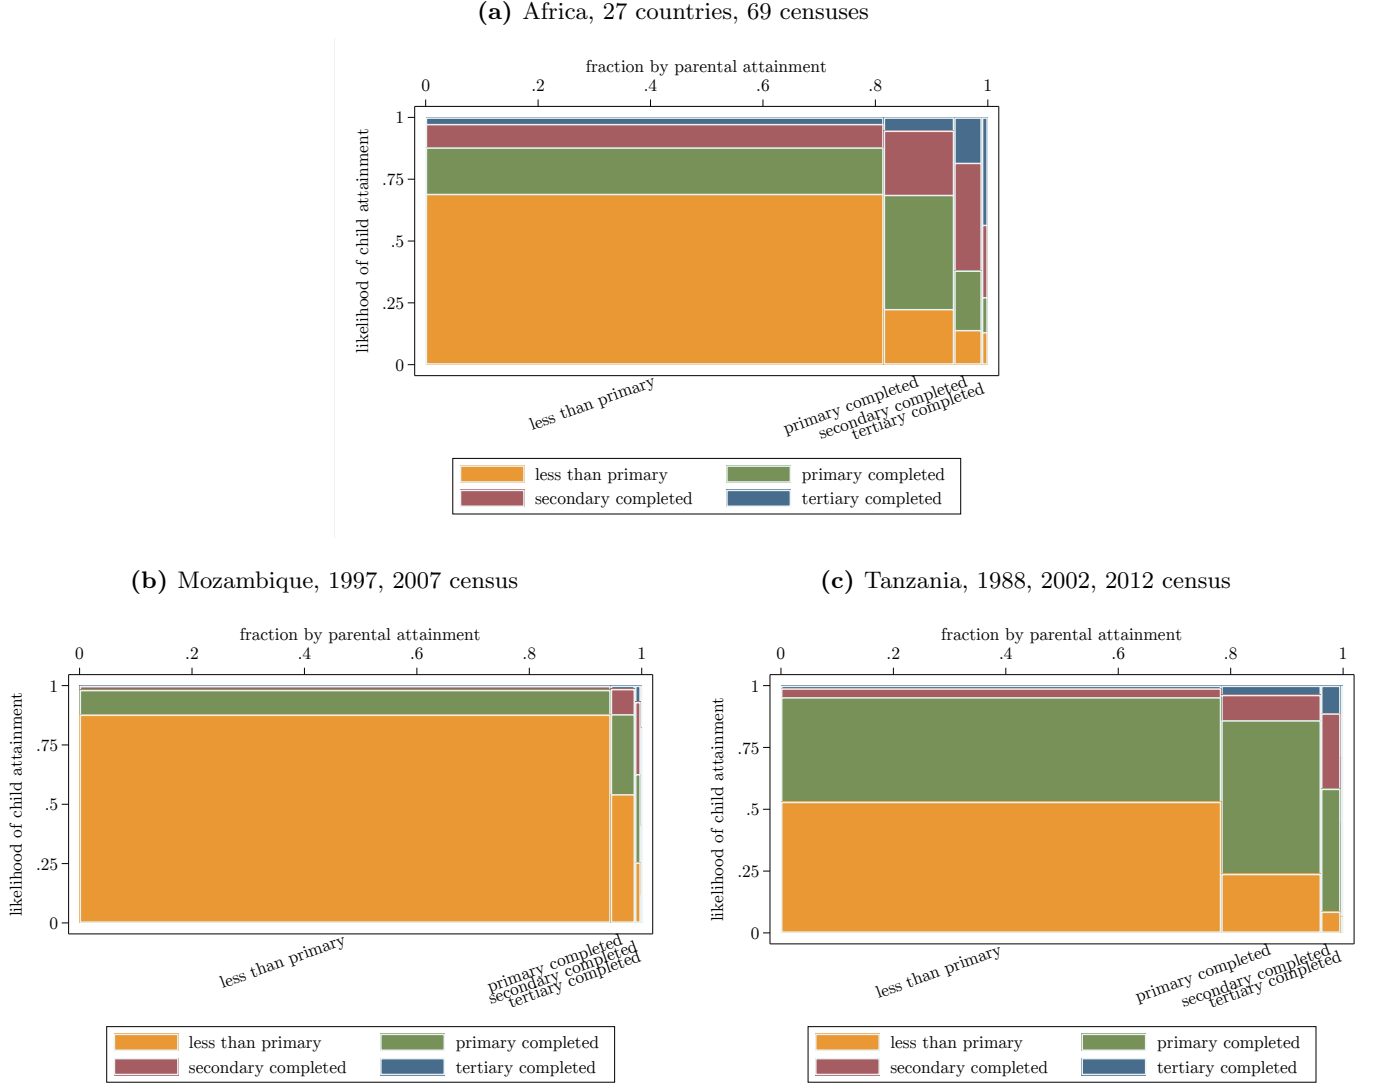 (a) Africa, 27 countries, 69 censuses
fraction by parental attainment
0 .2 .4 .6 .8 1
likelihood of child attainment
1
.75
.5
.25
0
less than primary
primary completed
secondary completed
tertiary completed
less than primary primary completed
secondary completed tertiary completed
(b) Mozambique, 1997, 2007 census
fraction by parental attainment
0 .2 .4 .6 .8 1
likelihood of child attainment
1
.75
.5
.25
0
less than primary
primary completed
secondary completed
tertiary completed
less than primary primary completed
secondary completed tertiary completed
(c) Tanzania, 1988, 2002, 2012 census
fraction by parental attainment
0 .2 .4 .6 .8 1
likelihood of child attainment
1
.75
.5
.25
0
less than primary
primary completed
secondary completed
tertiary completed
less than primary primary completed
secondary completed tertiary completed